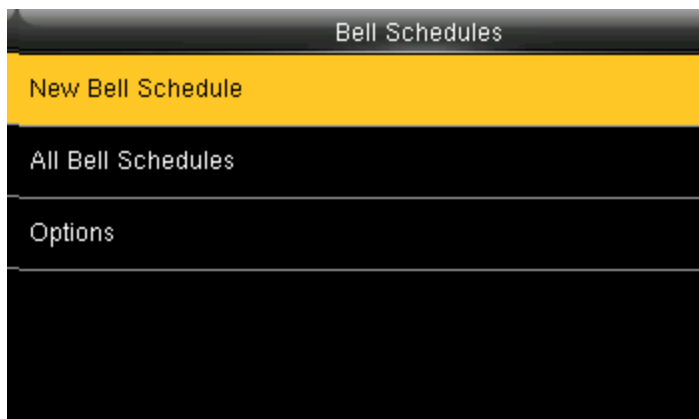 Bell Schedules
New Bell Schedule
All Bell Schedules
Options